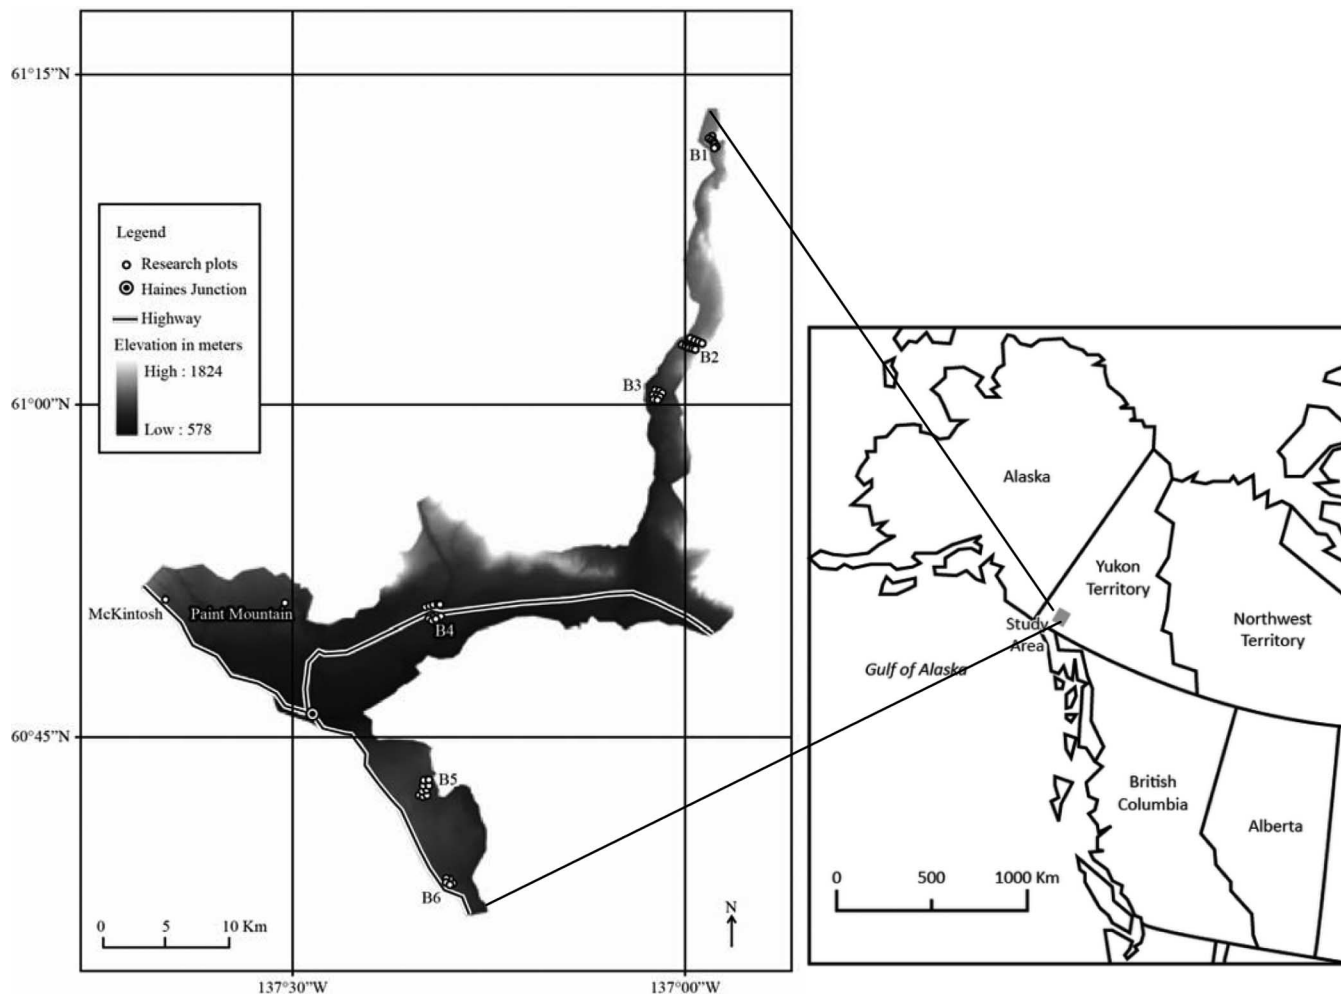 61°15”N
B1
Legend
Research plots
Haines Junction
Highway
Elevation in meters
High : 1824
Low : 578
B2
B3
61°00”N
Alaska
Yukon
Territory
McKintosh
Paint Mountain
B4
Study
Area
Northwest
Territory
Gulf of Alaska
60°45”N
B5
British
Columbia
Alberta
B6
0 5 10 Km
N
0 500 1000 Km
137°30”W
137°00”W